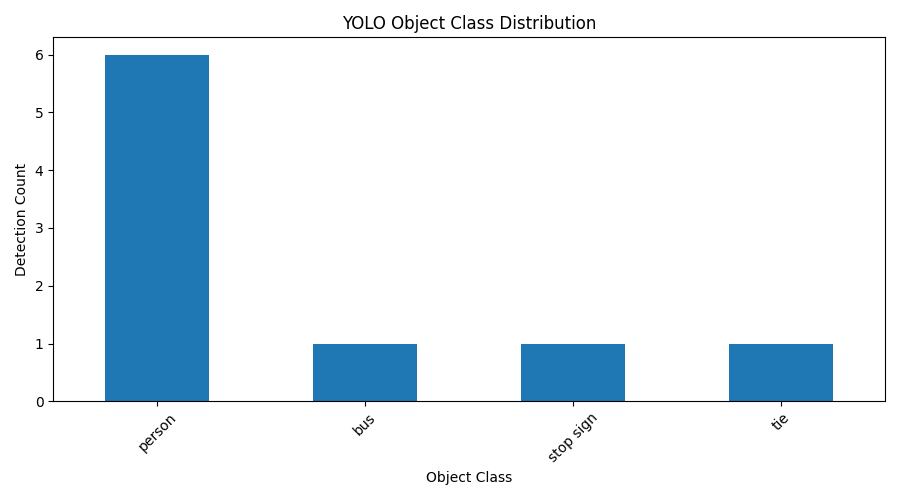 YOLO Object Class Distribution
Detection Count
6
5
4
3
2
1
0
person
bus
stop sign
tie
Object Class